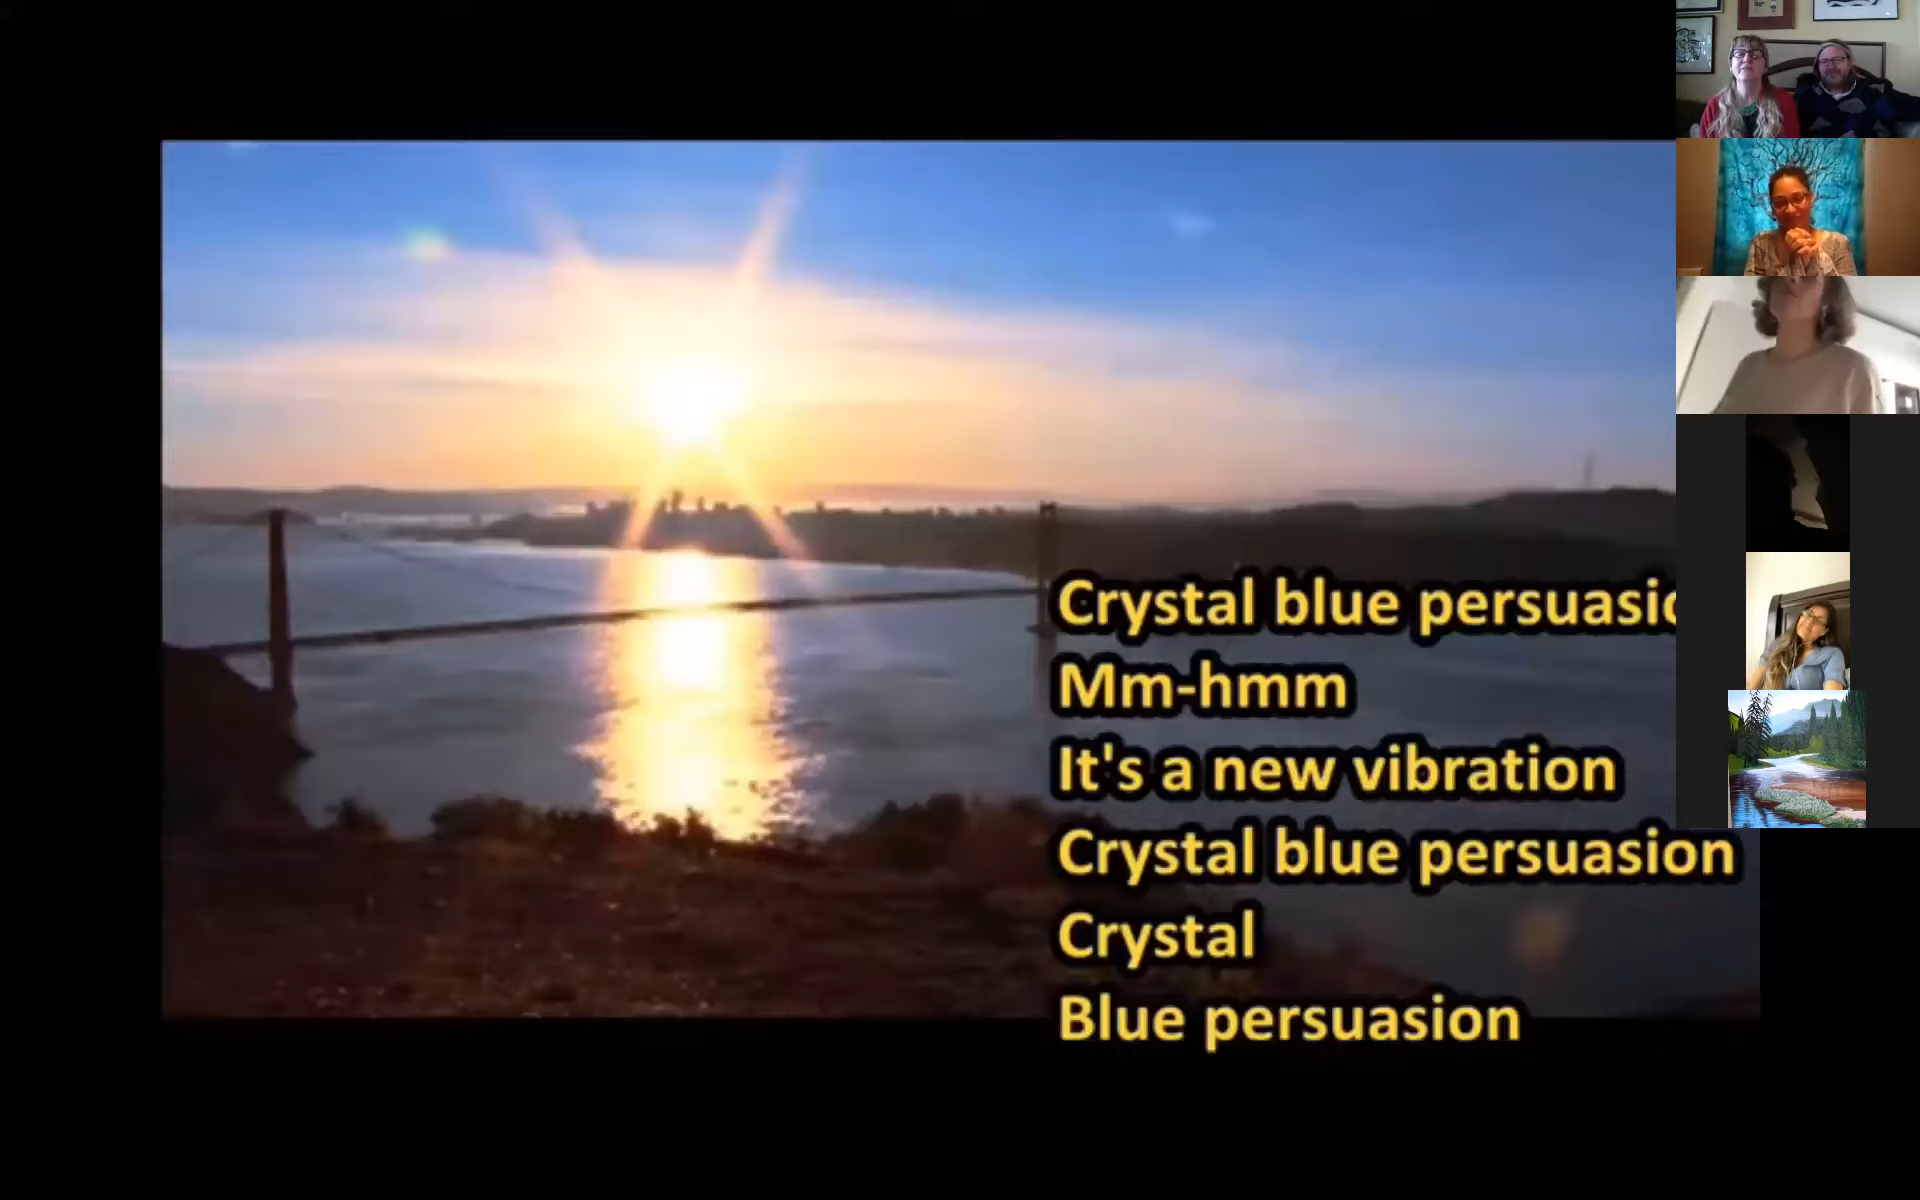 Crystal blue persuasio
Mm-hmm
It's a new vibration
Crystal blue persuasion
Crystal
Blue persuasion